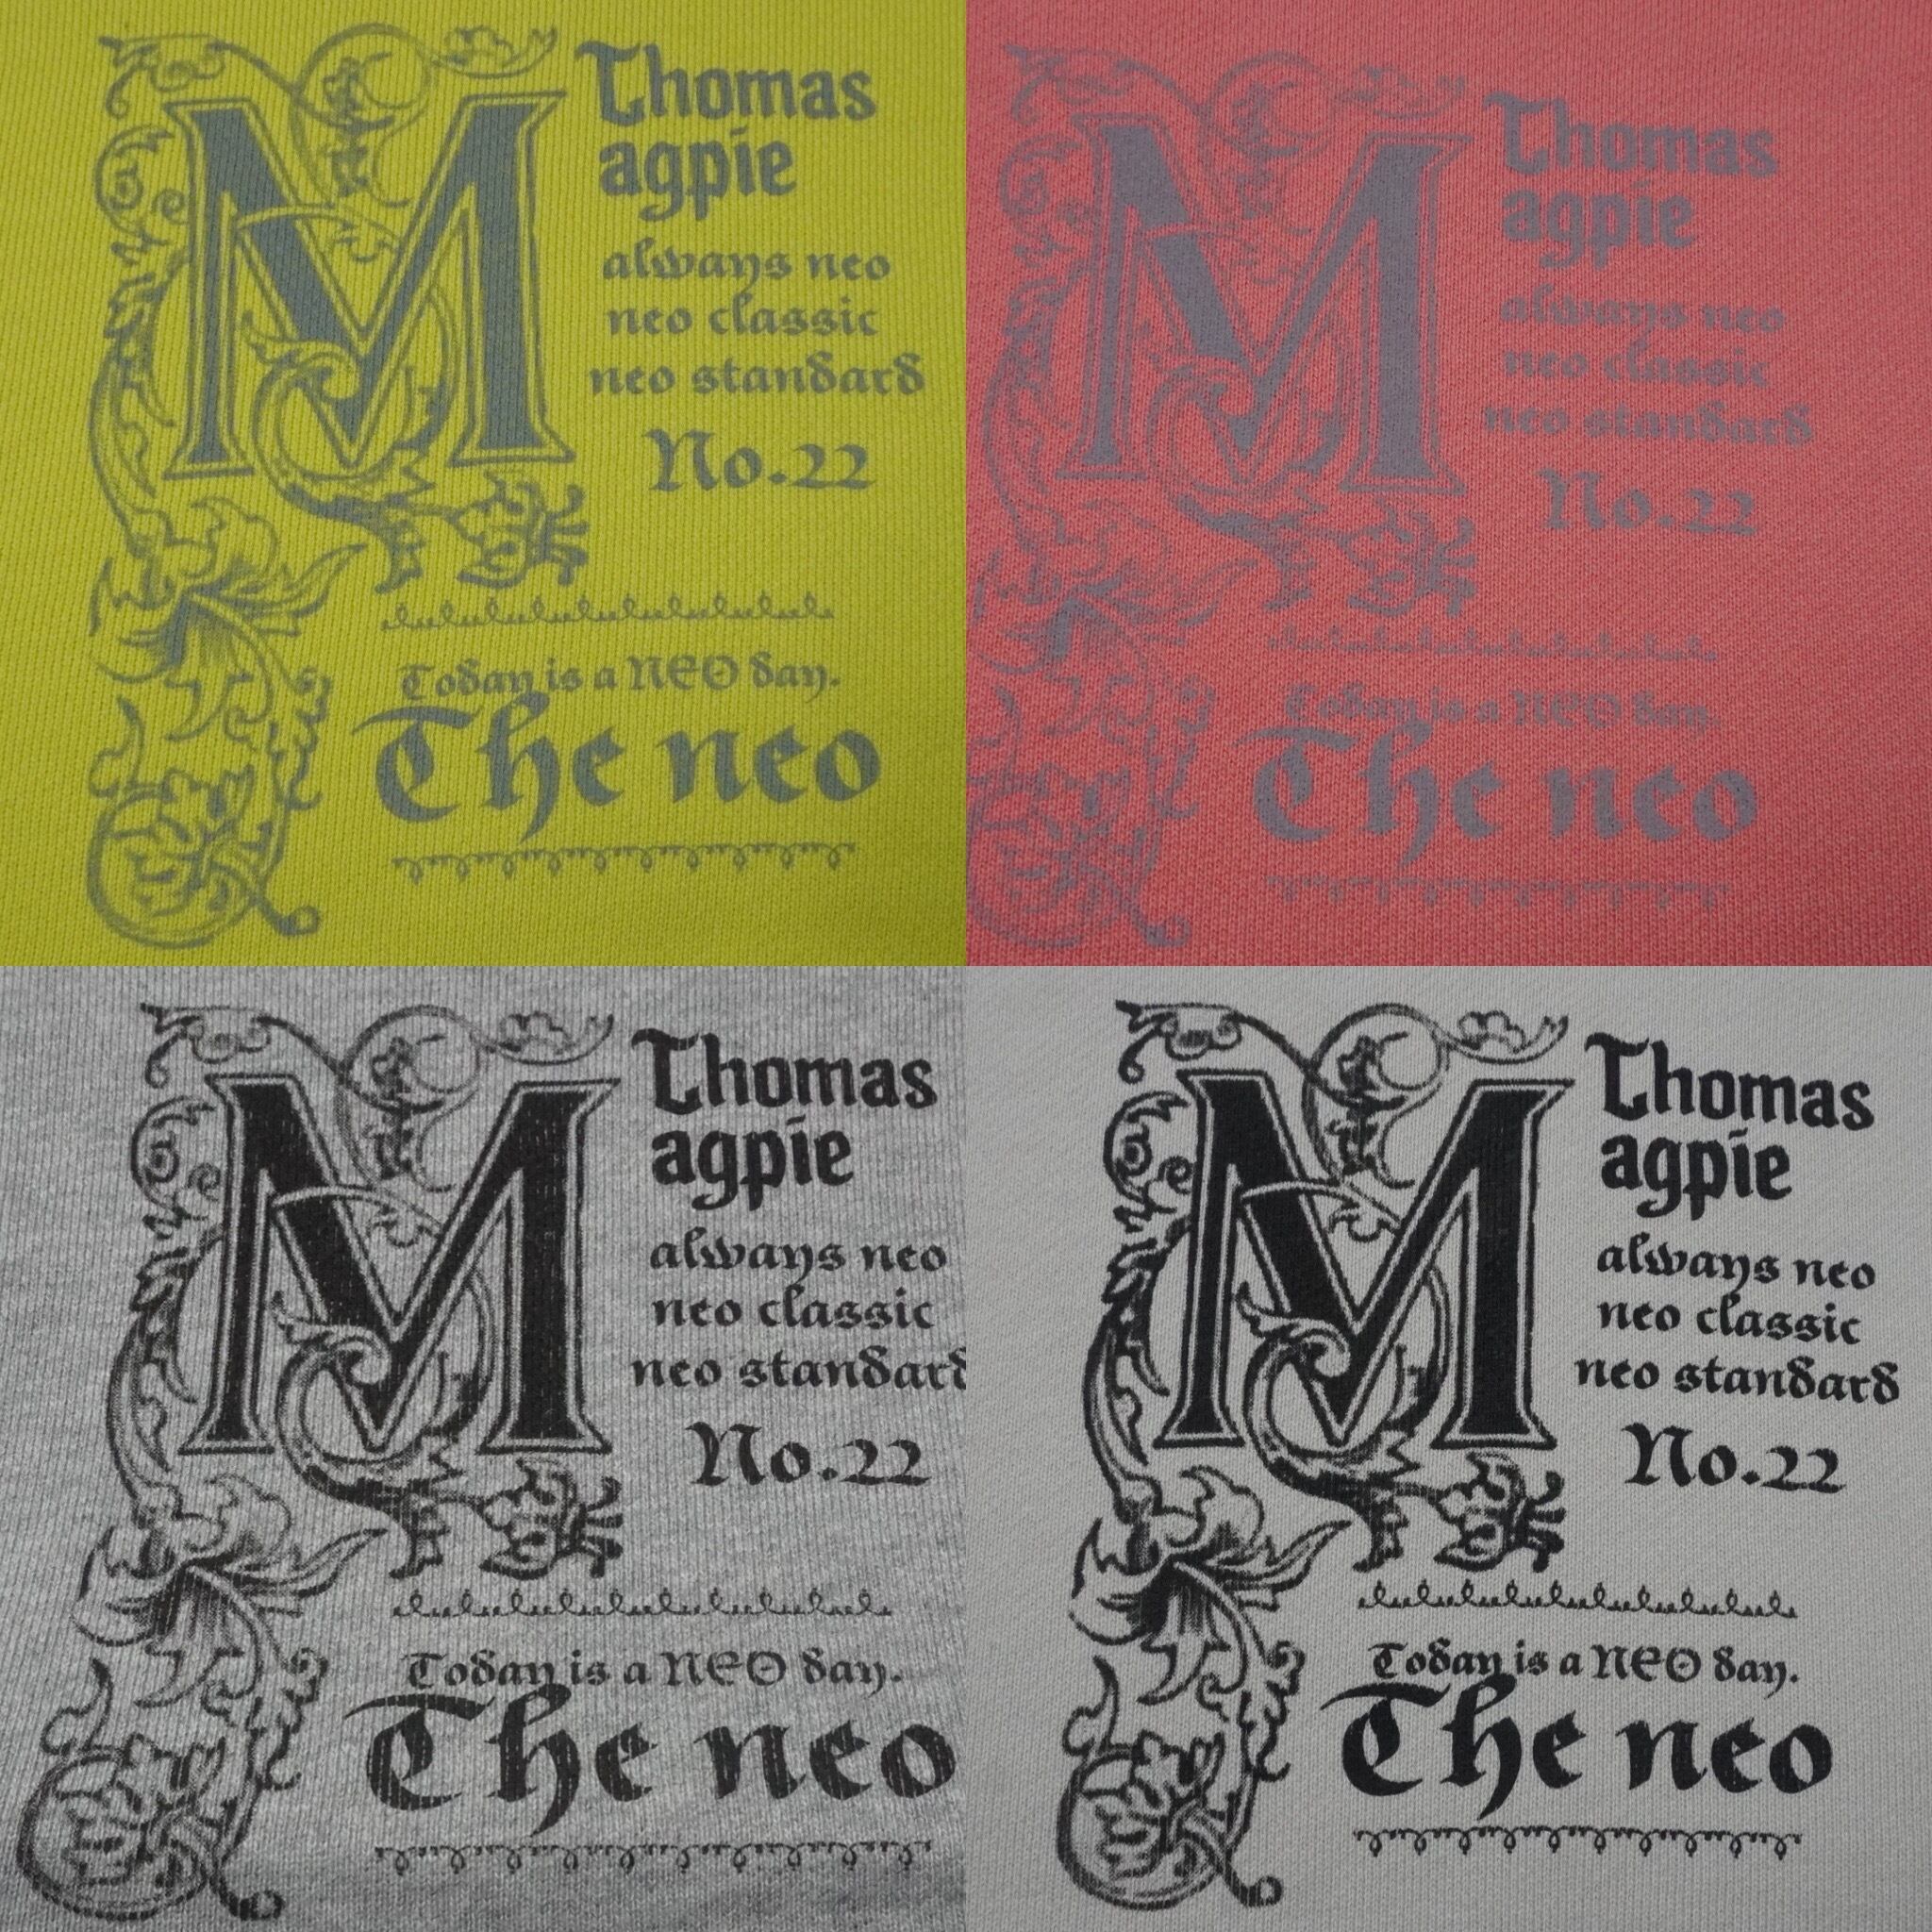 Thomas
agpie
always neo
neo classic
neo standard
No.22
Today is a NEO day.
The neo
M
Thomas
agpie
always neo
neo classic
neo standard
No.22
Today is a NEO day.
The neo
M
Thomas
agpie
always neo
neo classic
neo standard
No.22
Today is a NEO day.
The neo
M
Thomas
agpie
always neo
neo classic
neo standard
No.22
Today is a NEO day.
The neo
M